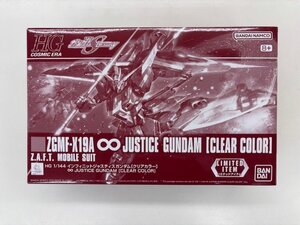 HG
COSMIC ERA
BANDAI NAMCO
8+
ZGMF-X19A ∞ JUSTICE GUNDAM [CLEAR COLOR]
Z.A.F.T. MOBILE SUIT
HG 1/144 インフィニットジャスティスガンダム[クリアカラー]
∞ JUSTICE GUNDAM [CLEAR COLOR]
LIMITED
ITEM
BANDAI